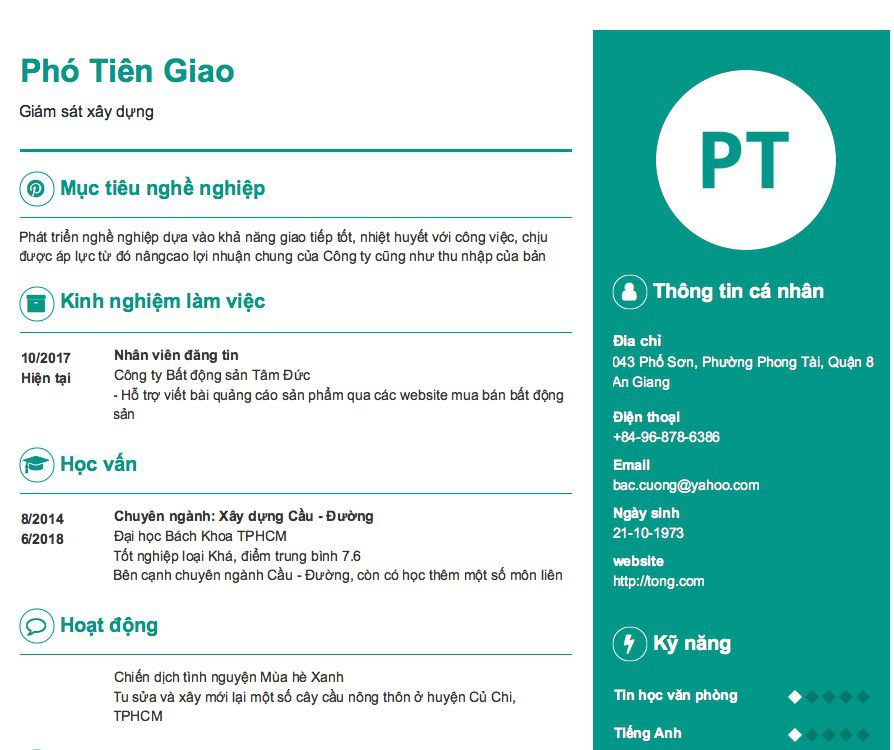 Phó Tiên Giao
Giám sát xây dựng
Mục tiêu nghề nghiệp
Phát triển nghề nghiệp dựa vào khả năng giao tiếp tốt, nhiệt huyết với công việc, chịu
được áp lực từ đó nângcao lợi nhuận chung của Công ty cũng như thu nhập của bản
Kinh nghiệm làm việc
10/2017
Hiện tại
Nhân viên đăng tin
Công ty Bất động sản Tâm Đức
- Hỗ trợ viết bài quảng cáo sản phẩm qua các website mua bán bất động
sản
Học vấn
8/2014
6/2018
Chuyên ngành: Xây dựng Cầu - Đường
Đại học Bách Khoa TPHCM
Tốt nghiệp loại Khá, điểm trung bình 7.6
Bên cạnh chuyên ngành Cầu - Đường, còn có học thêm một số môn liên
Hoạt động
Chiến dịch tình nguyện Mùa hè Xanh
Tu sửa và xây mới lại một số cây cầu nông thôn ở huyện Củ Chi,
TPHCM
PT
Thông tin cá nhân
Địa chỉ
043 Phố Sơn, Phường Phong Tài, Quận 8
An Giang
Điện thoại
+84-96-878-6386
Email
bac.cuong@yahoo.com
Ngày sinh
21-10-1973
website
http://tong.com
Kỹ năng
Tin học văn phòng
Tiếng Anh